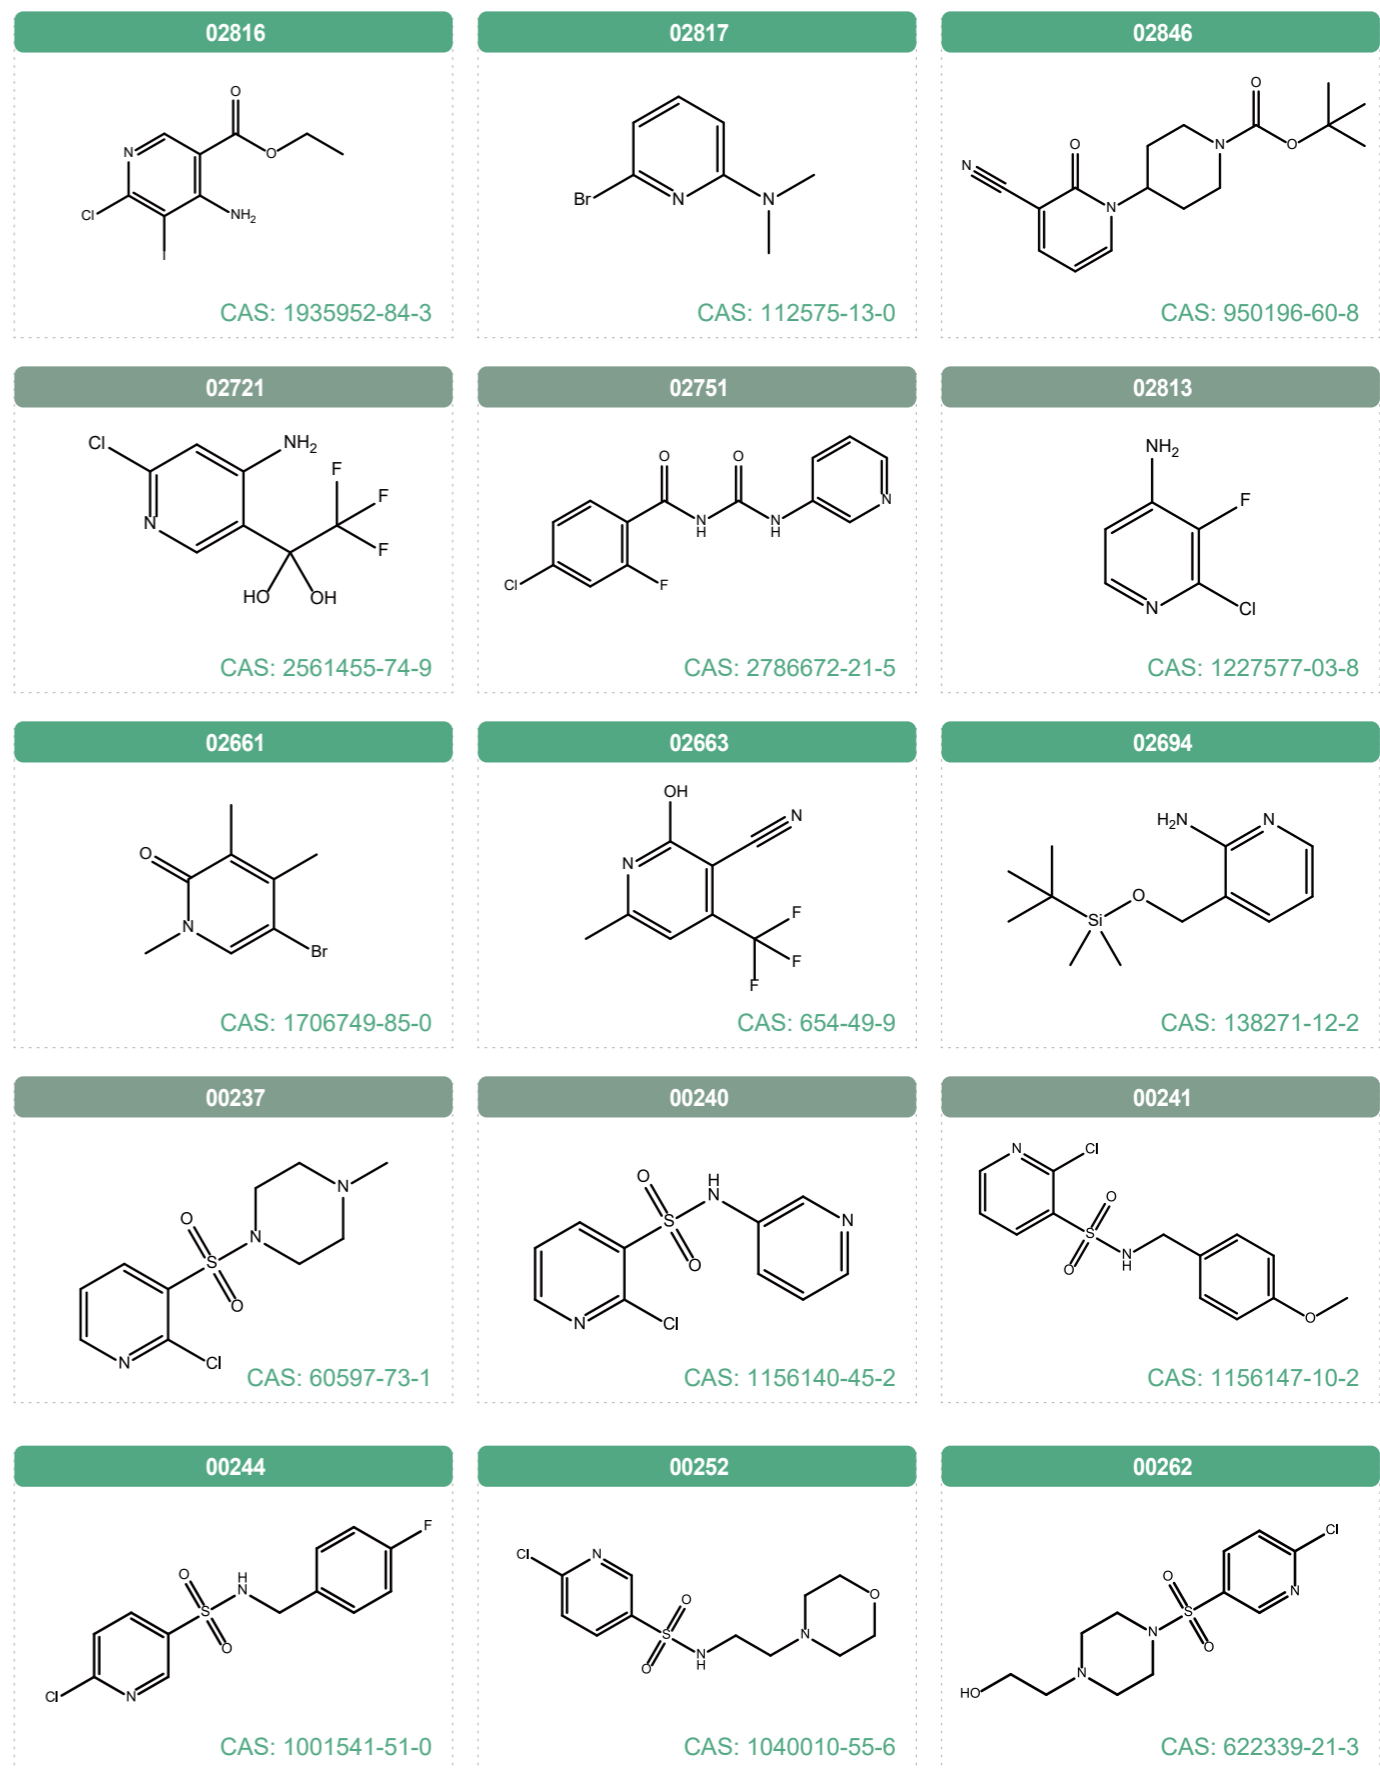 02816 02817 02846
O
N
Cl
NH2
O
I
Br
N
N
N
O
N
N
O
O
CAS: 1935952-84-3 CAS: 112575-13-0 CAS: 950196-60-8
02721 02751 02813
Cl
NH2
N
F
F
F
HO
OH
O
O
N
H
N
H
N
Cl
F
NH2
F
N
Cl
CAS: 2561455-74-9 CAS: 2786672-21-5 CAS: 1227577-03-8
02661 02663 02694
O
N
Br
OH
N
N
F
F
F
H2N
N
O
Si
CAS: 1706749-85-0 CAS: 654-49-9 CAS: 138271-12-2
00237 00240 00241
N
O
N
S
O
N
Cl
O
H
N
S
O
N
N
Cl
N
Cl
O
S
O
N
H
O
CAS: 60597-73-1 CAS: 1156140-45-2 CAS: 1156147-10-2
00244 00252 00262
F
O
H
N
S
O
Cl
N
Cl
N
O
S
O
N
H
N
O
Cl
O
N
S
N
O
N
HO
CAS: 1001541-51-0 CAS: 1040010-55-6 CAS: 622339-21-3